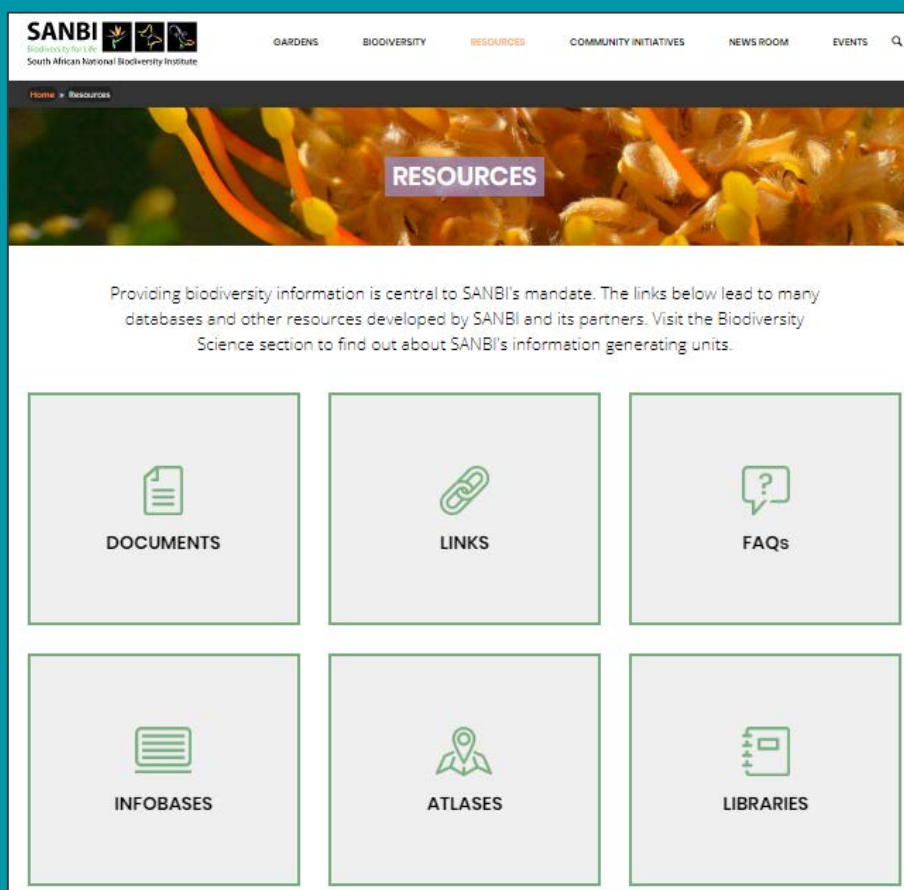 SANBI
Biodiversity for Life
South African National Biodiversity Institute
GARDENS
BIODIVERSITY
RESOURCES
COMMUNITY INITIATIVES
NEWS ROOM
EVENTS
Home » Resources
RESOURCES
Providing biodiversity information is central to SANBI's mandate. The links below lead to many
databases and other resources developed by SANBI and its partners. Visit the Biodiversity
Science section to find out about SANBI's information generating units.
DOCUMENTS
LINKS
?
FAQs
INFOBASES
ATLASES
LIBRARIES